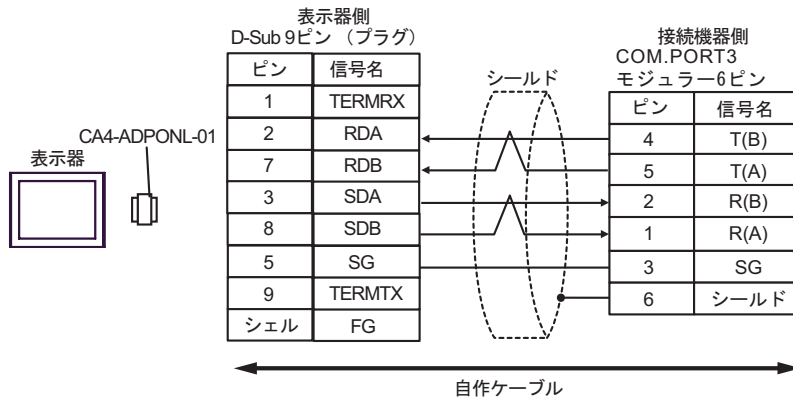 表示器側
D-Sub 9ピン （プラグ）
接続機器側
COM.PORT3
モジュラー6ピン
シールド
CA4-ADPONL-01
表示器
ピン 信号名
1 TERMRX
2 RDA
7 RDB
3 SDA
8 SDB
5 SG
9 TERMTX
シェル FG
ピン 信号名
4 T(B)
5 T(A)
2 R(B)
1 R(A)
3 SG
6 シールド
自作ケーブル